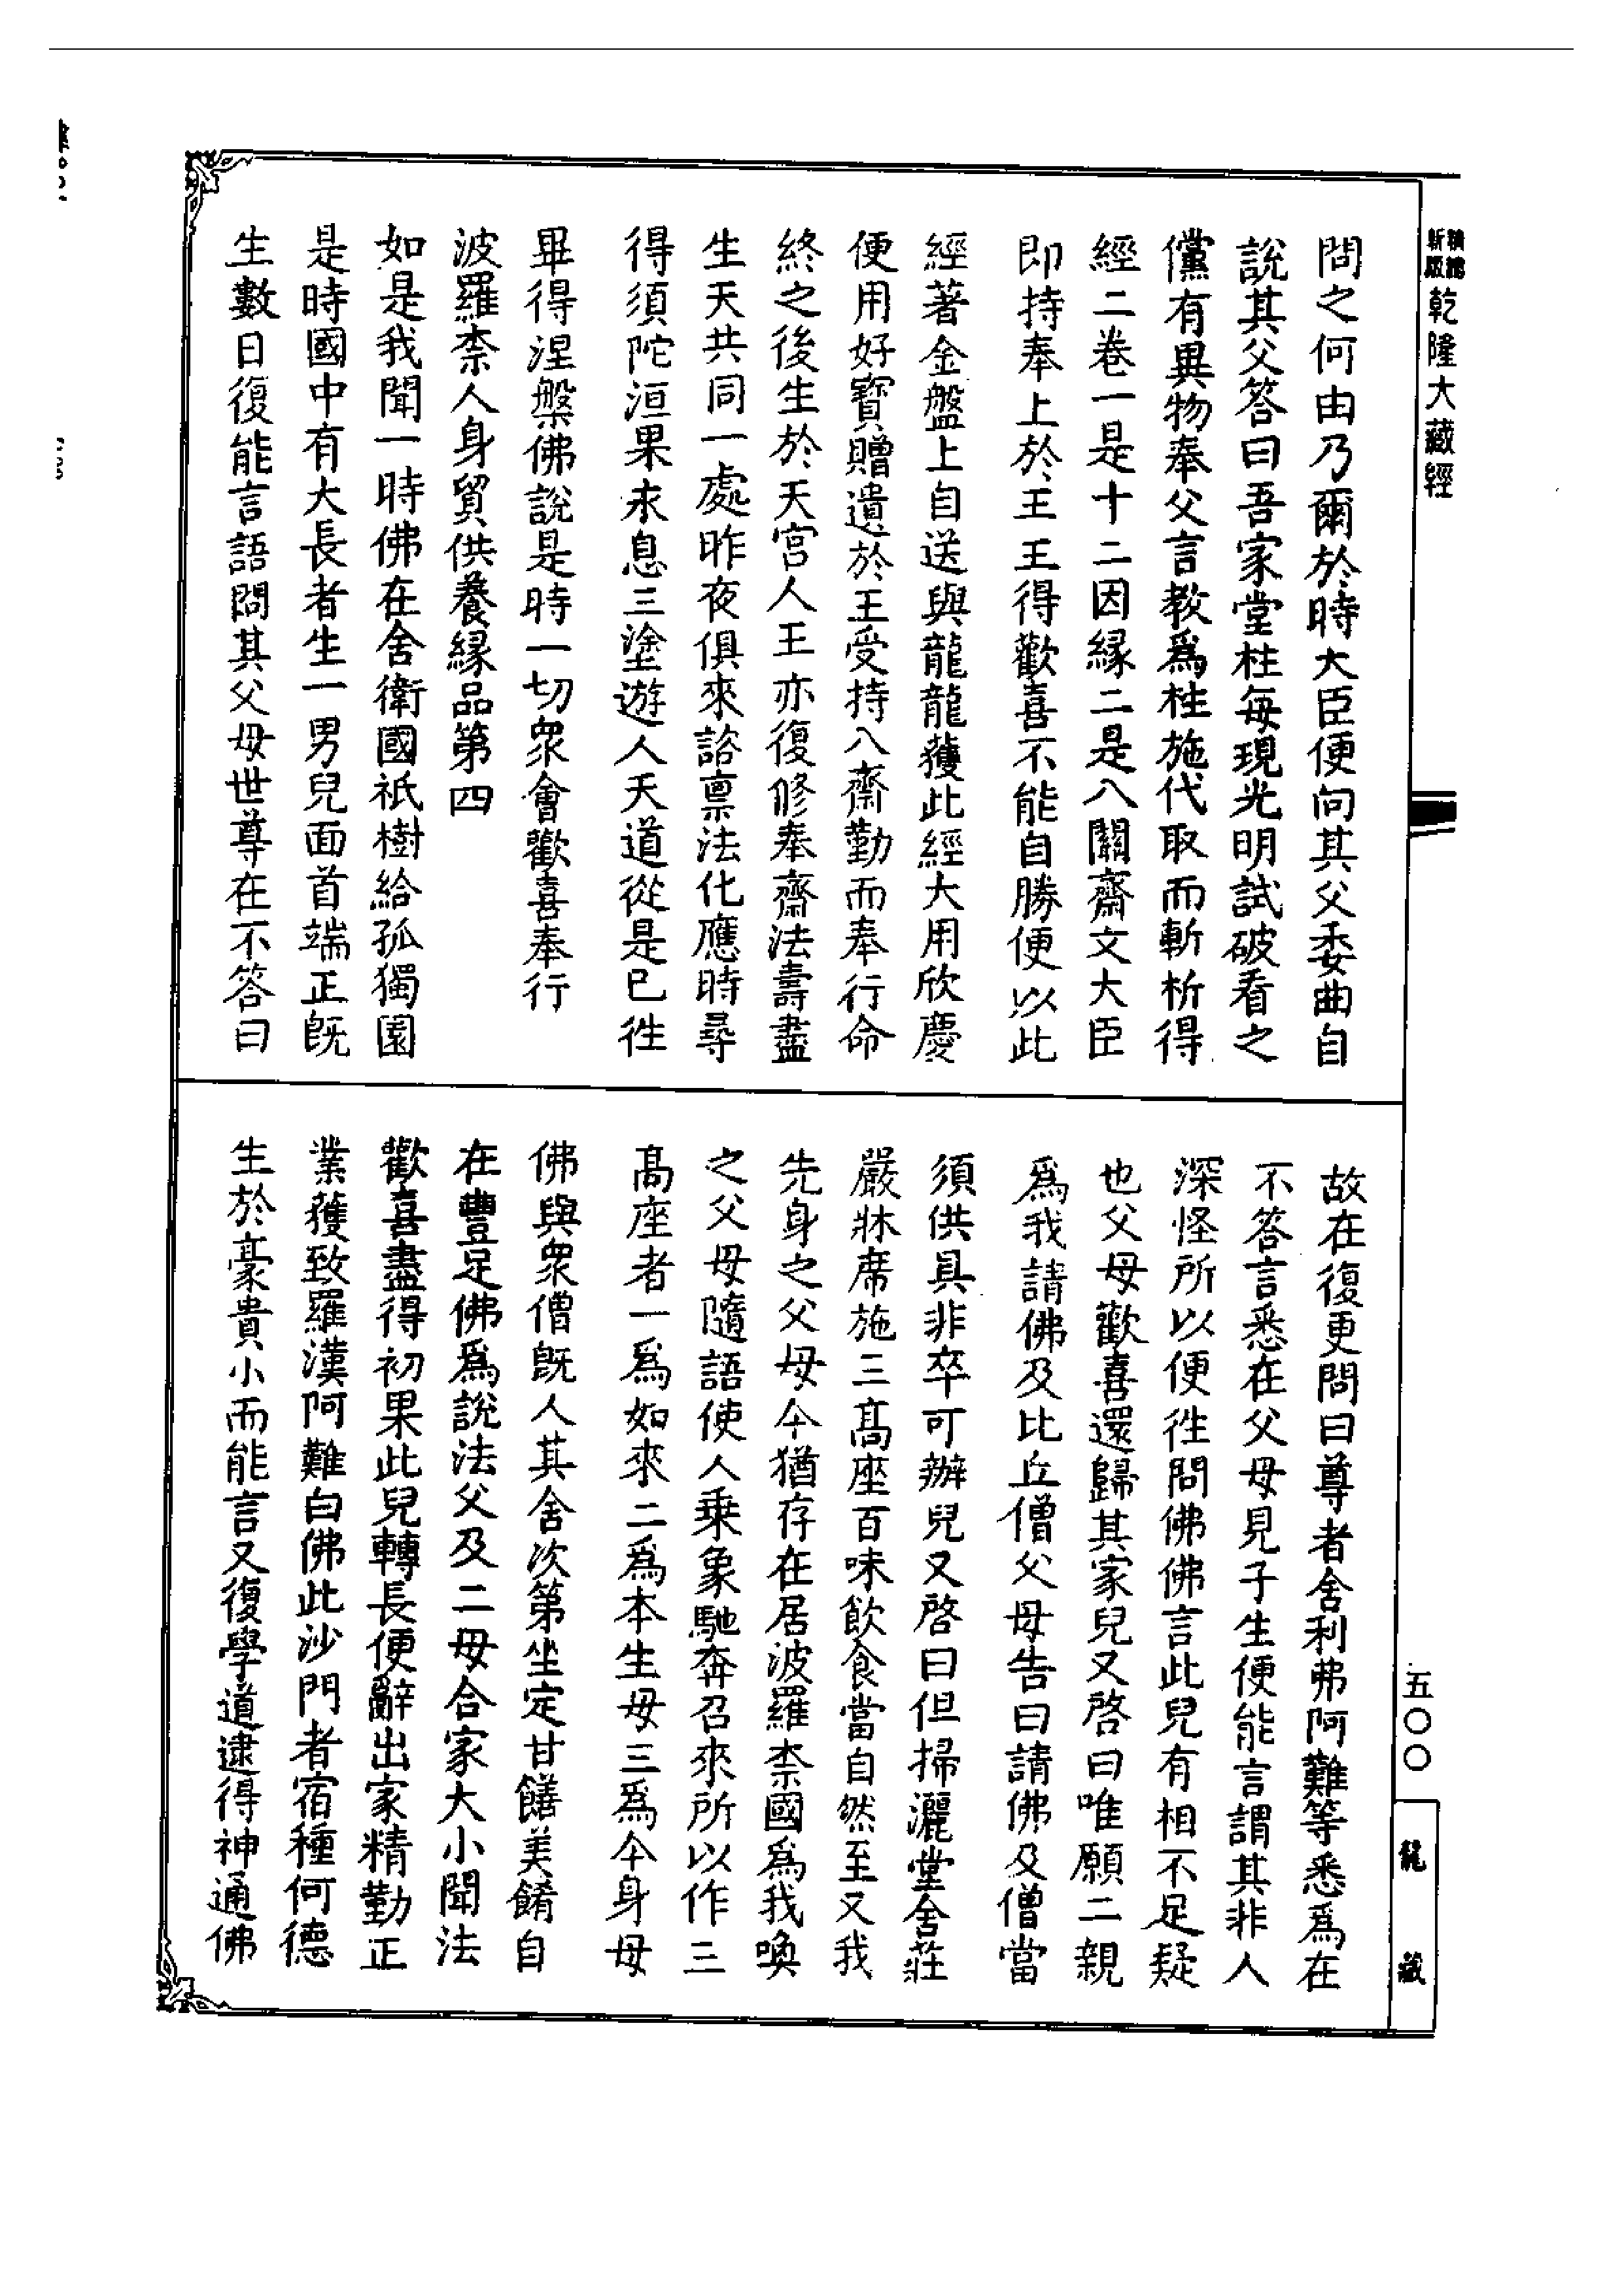 新版
精縮
乾隆大藏經
問之何由乃爾於時大臣便向其父委曲自
說其父答曰吾家堂柱每現光明試破看之
儻有異物奉父言教爲柱施代取而斬析得
經二卷一是十二因緣二是八關齋文大臣
即持奉上於王王得歡喜不能自勝便以此
經著金盤上自送與龍龍獲此經大用欣慶
便用好寶贈遺於王受持八齋勤而奉行命
終之後生於天宮人王亦復修奉齋法壽盡
生天共同一處昨夜俱來諮稟法化應時尋
得須陀洹果永息三塗遊人天道從是已往
畢得涅槃佛說是時一切衆會歡喜奉行
波羅柰人身貿供養緣品第四
如是我聞一時佛在舍衛國祇樹給孤獨園
是時國中有大長者生一男兒面首端正既
生數日復能言語問其父母世尊在不答曰
故在復更問曰尊者舍利弗阿難等悉爲在
不答言悉在父母見子生便能言謂其非人
深怪所以便往問佛佛言此兒有相不足疑
也父母歡喜還歸其家兒又啓曰唯願二親
爲我請佛及比丘僧父母告曰請佛及僧當
須供具非卒可辦兒又啓曰但掃灑堂舍莊
嚴牀席施三高座百味飲食當自然至又我
先身之父母今猶存在居波羅柰國爲我喚
之父母隨語使人乘象馳奔召來所以作三
髙座者一爲如來二爲本生母三爲今身母
佛與衆僧既入其舍次第坐定甘饍美餚自
在豐足佛爲說法父及二母合家大小聞法
歡喜盡得初果此兒轉長便辭出家精勤正
業獲致羅漢阿難白佛此沙門者宿種何德
生於豪貴小而能言又復學道逮得神通佛
五〇〇
龍藏